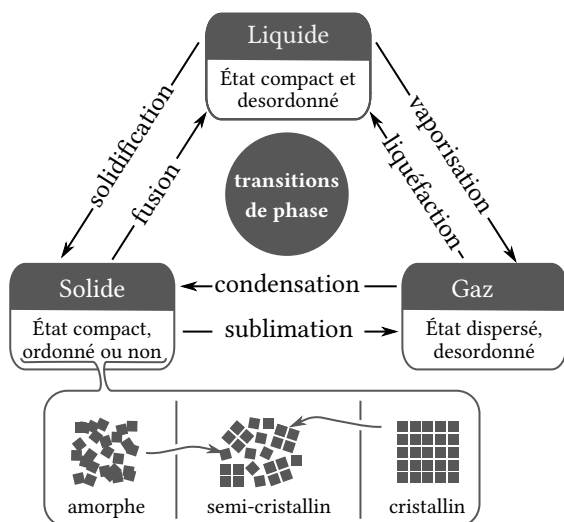 Liquide
État compact et
desordonné
solidification
fusion
transitions
de phase
liquéfaction
vaporisation
Solide
État compact,
ordonné ou non
condensation
sublimation
Gaz
État dispersé,
desordonné
amorphe
semi-cristallin
cristallin